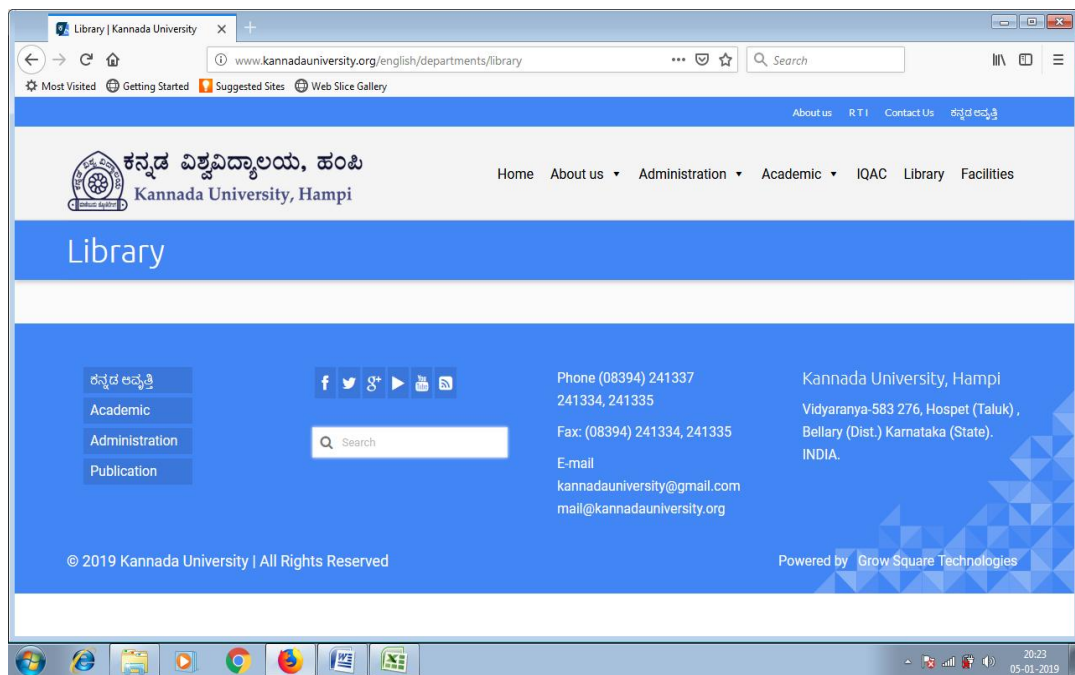 Library | Kannada University
www.kannadauniversity.org/english/departments/library
Search
Most Visited Getting Started Suggested Sites Web Slice Gallery
About us R T I Contact Us ಕನ್ನಡ ಆವೃತ್ತಿ
ಕನ್ನಡ ವಿಶ್ವವಿದ್ಯಾಲಯ, ಹಂಪಿ
Kannada University, Hampi
Home About us Administration Academic IQAC Library Facilities
Library
ಕನ್ನಡ ಆವೃತ್ತಿ
Academic
Administration
Publication
Search
Phone (08394) 241337
241334, 241335
Fax: (08394) 241334, 241335
E-mail
kannadauniversity@gmail.com
mail@kannadauniversity.org
Kannada University, Hampi
Vidyaranya-583 276, Hospet (Taluk) ,
Bellary (Dist.) Karnataka (State).
INDIA.
© 2019 Kannada University | All Rights Reserved
Powered by Grow Square Technologies
20:23
05-01-2019